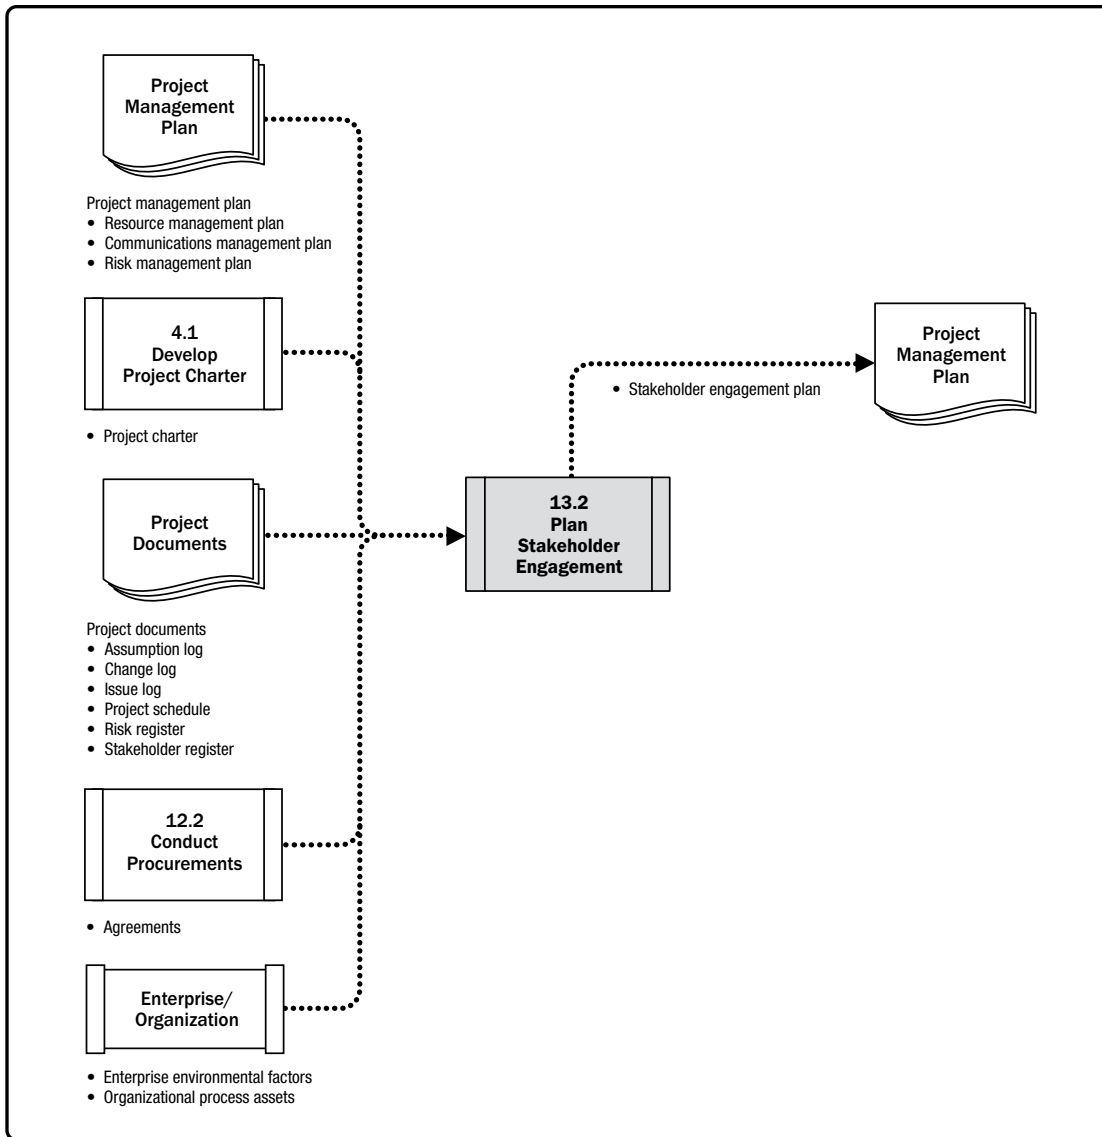 Project
Management
Plan
Project management plan
• Resource management plan
• Communications management plan
• Risk management plan
4.1
Develop
Project Charter
• Project charter
Project
Documents
Project documents
• Assumption log
• Change log
• Issue log
• Project schedule
• Risk register
• Stakeholder register
12.2
Conduct
Procurements
• Agreements
Enterprise/
Organization
• Enterprise environmental factors
• Organizational process assets
13.2
Plan
Stakeholder
Engagement
• Stakeholder engagement plan
Project
Management
Plan